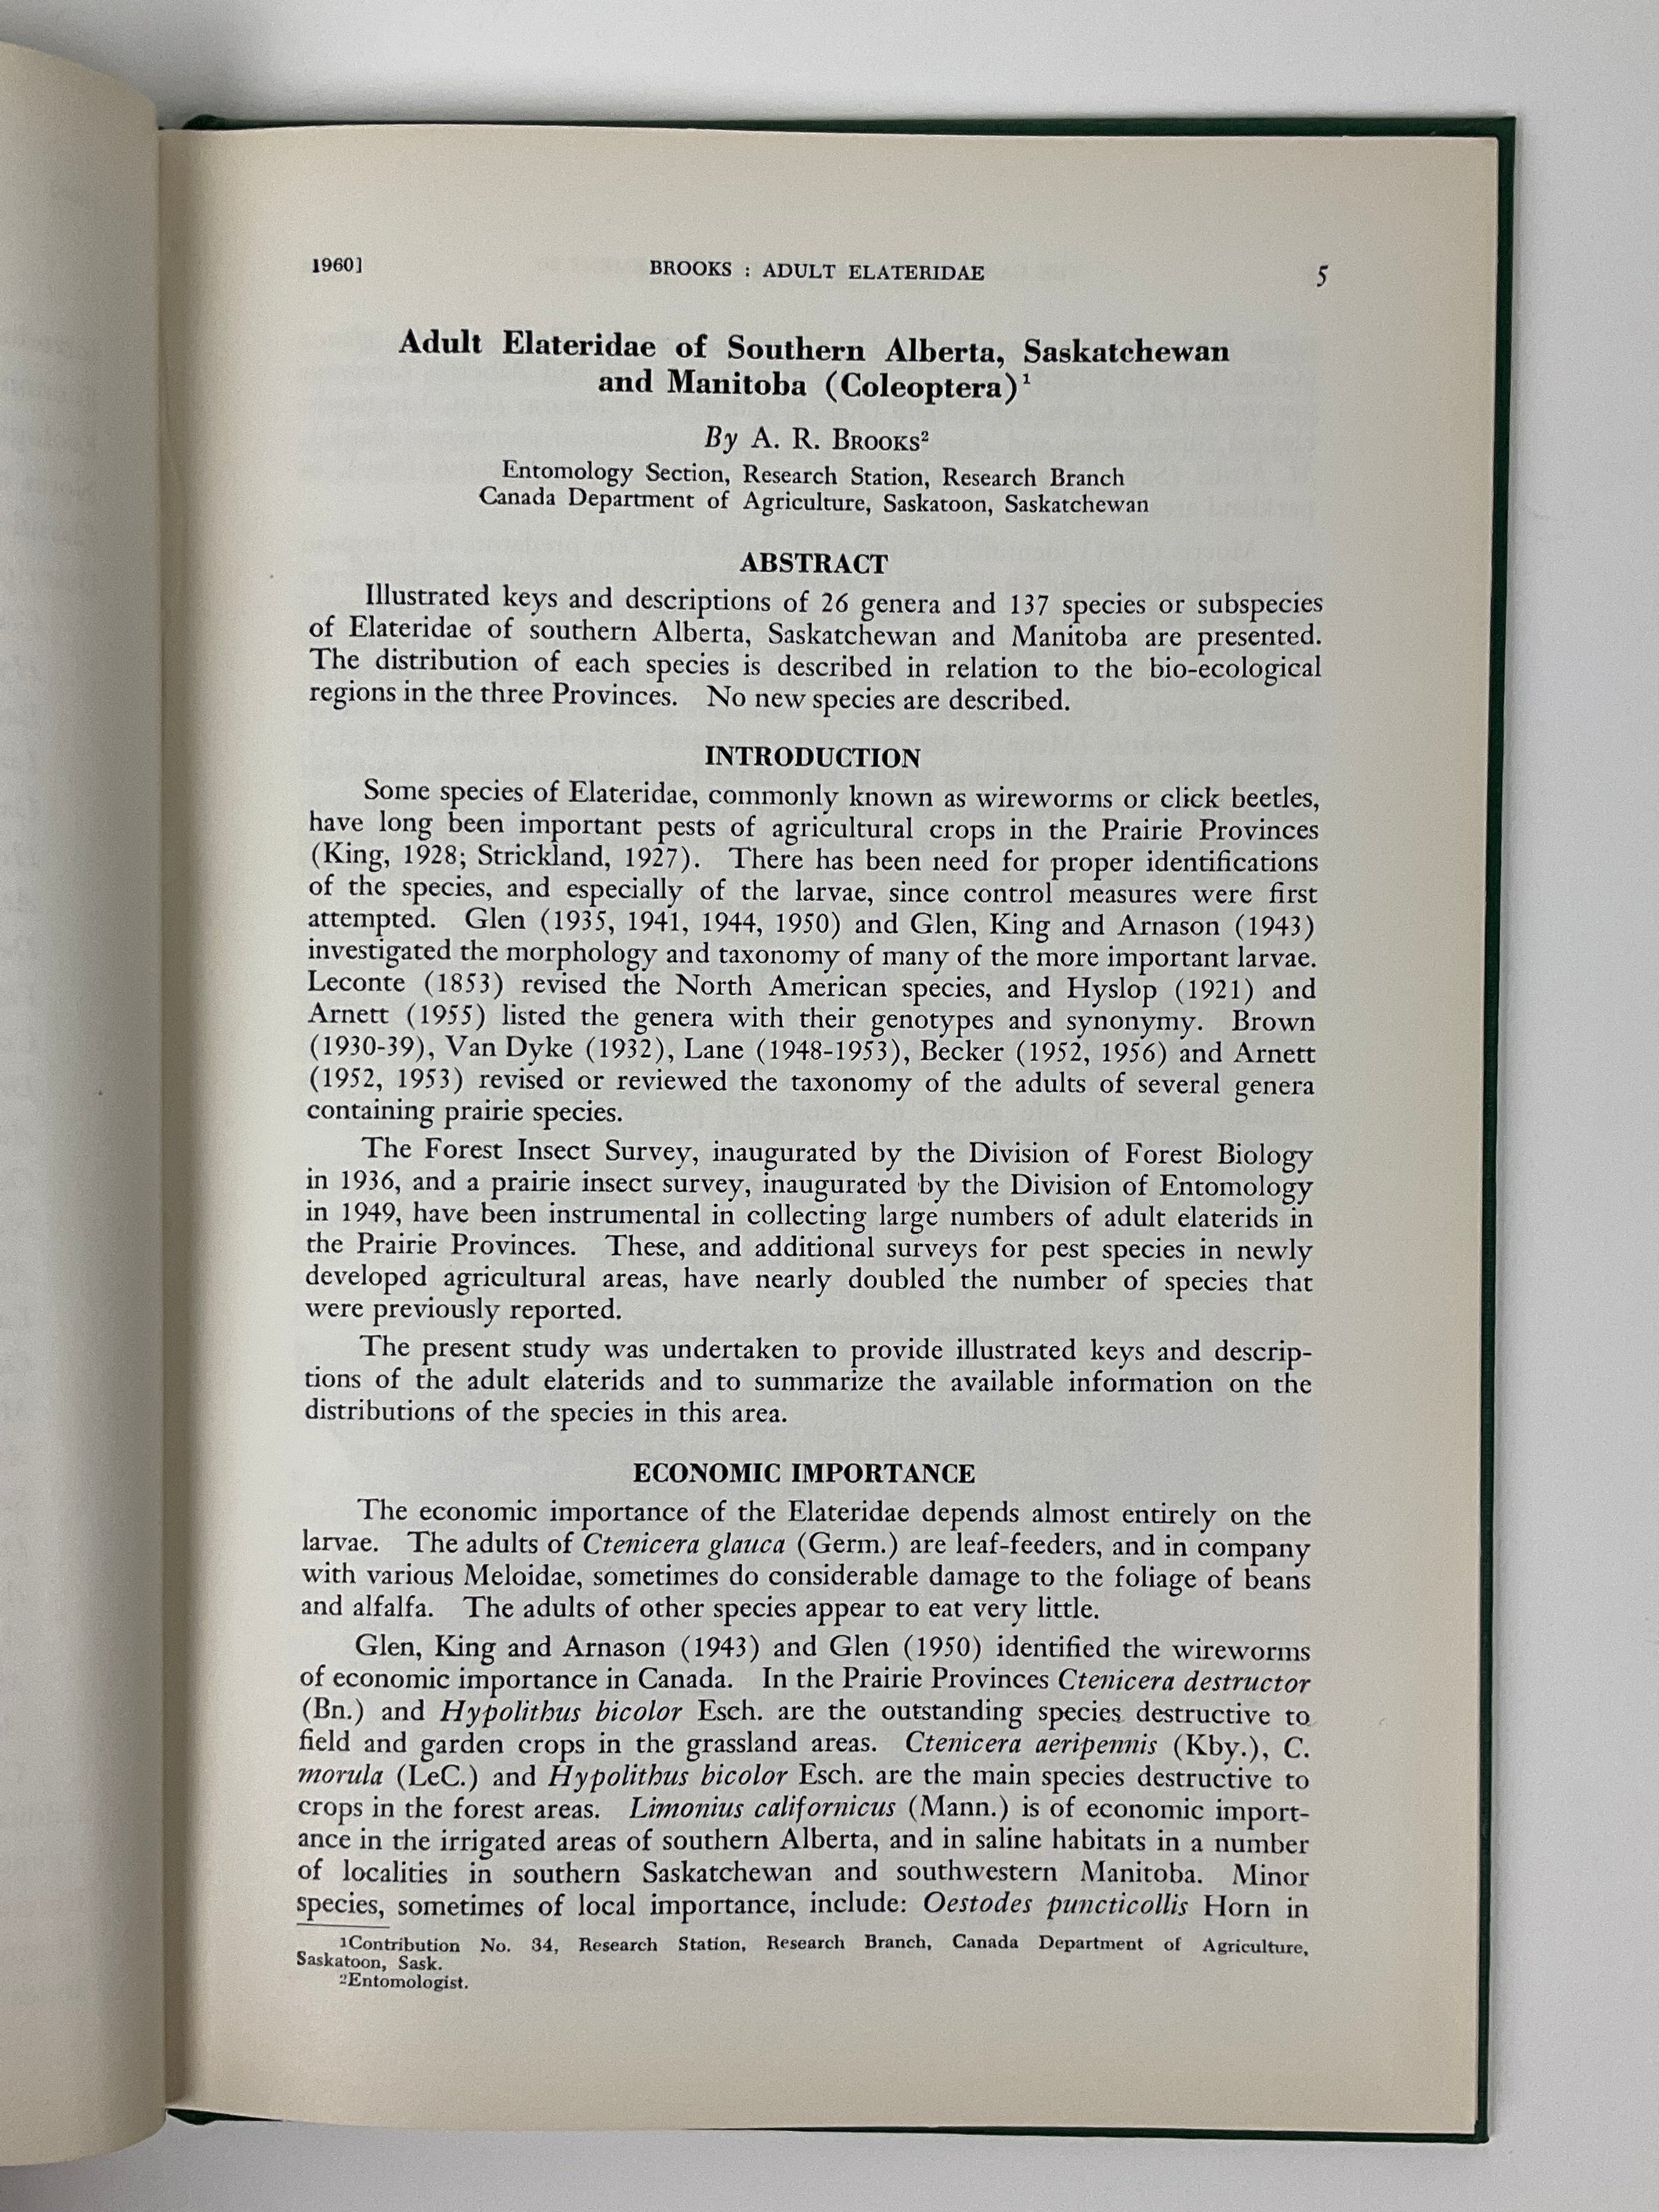 1960]
BROOKS : ADULT ELATERIDAE
5
Adult Elateridae of Southern Alberta, Saskatchewan
and Manitoba (Coleoptera)¹
By A. R. BROOKS²
Entomology Section, Research Station, Research Branch
Canada Department of Agriculture, Saskatoon, Saskatchewan
ABSTRACT
Illustrated keys and descriptions of 26 genera and 137 species or subspecies
of Elateridae of southern Alberta, Saskatchewan and Manitoba are presented.
The distribution of each species is described in relation to the bio-ecological
regions in the three Provinces. No new species are described.
INTRODUCTION
Some species of Elateridae, commonly known as wireworms or click beetles,
have long been important pests of agricultural crops in the Prairie Provinces
(King, 1928; Strickland, 1927). There has been need for proper identifications
of the species, and especially of the larvae, since control measures were first
attempted. Glen (1935, 1941, 1944, 1950) and Glen, King and Arnason (1943)
investigated the morphology and taxonomy of many of the more important larvae.
Leconte (1853) revised the North American species, and Hyslop (1921) and
Arnett (1955) listed the genera with their genotypes and synonymy. Brown
(1930-39), Van Dyke (1932), Lane (1948-1953), Becker (1952, 1956) and Arnett
(1952, 1953) revised or reviewed the taxonomy of the adults of several genera
containing prairie species.
The Forest Insect Survey, inaugurated by the Division of Forest Biology
in 1936, and a prairie insect survey, inaugurated by the Division of Entomology
in 1949, have been instrumental in collecting large numbers of adult elaterids in
the Prairie Provinces. These, and additional surveys for pest species in newly
developed agricultural areas, have nearly doubled the number of species that
were previously reported.
The present study was undertaken to provide illustrated keys and descrip-
tions of the adult elaterids and to summarize the available information on the
distributions of the species in this area.
ECONOMIC IMPORTANCE
The economic importance of the Elateridae depends almost entirely on the
larvae. The adults of Ctenicera glauca (Germ.) are leaf-feeders, and in company
with various Meloidae, sometimes do considerable damage to the foliage of beans
and alfalfa. The adults of other species appear to eat very little.
Glen, King and Arnason (1943) and Glen (1950) identified the wireworms
of economic importance in Canada. In the Prairie Provinces Ctenicera destructor
(Bn.) and Hypolithus bicolor Esch. are the outstanding species destructive to
field and garden crops in the grassland areas. Ctenicera aeripennis (Kby.), C.
morula (LeC.) and Hypolithus bicolor Esch. are the main species destructive to
crops in the forest areas. Limonius californicus (Mann.) is of economic import-
ance in the irrigated areas of southern Alberta, and in saline habitats in a number
of localities in southern Saskatchewan and southwestern Manitoba. Minor
species, sometimes of local importance, include: Oestodes puncticollis Horn in
¹Contribution No. 34, Research Station, Research Branch, Canada Department of Agriculture,
Saskatoon, Sask.
²Entomologist.